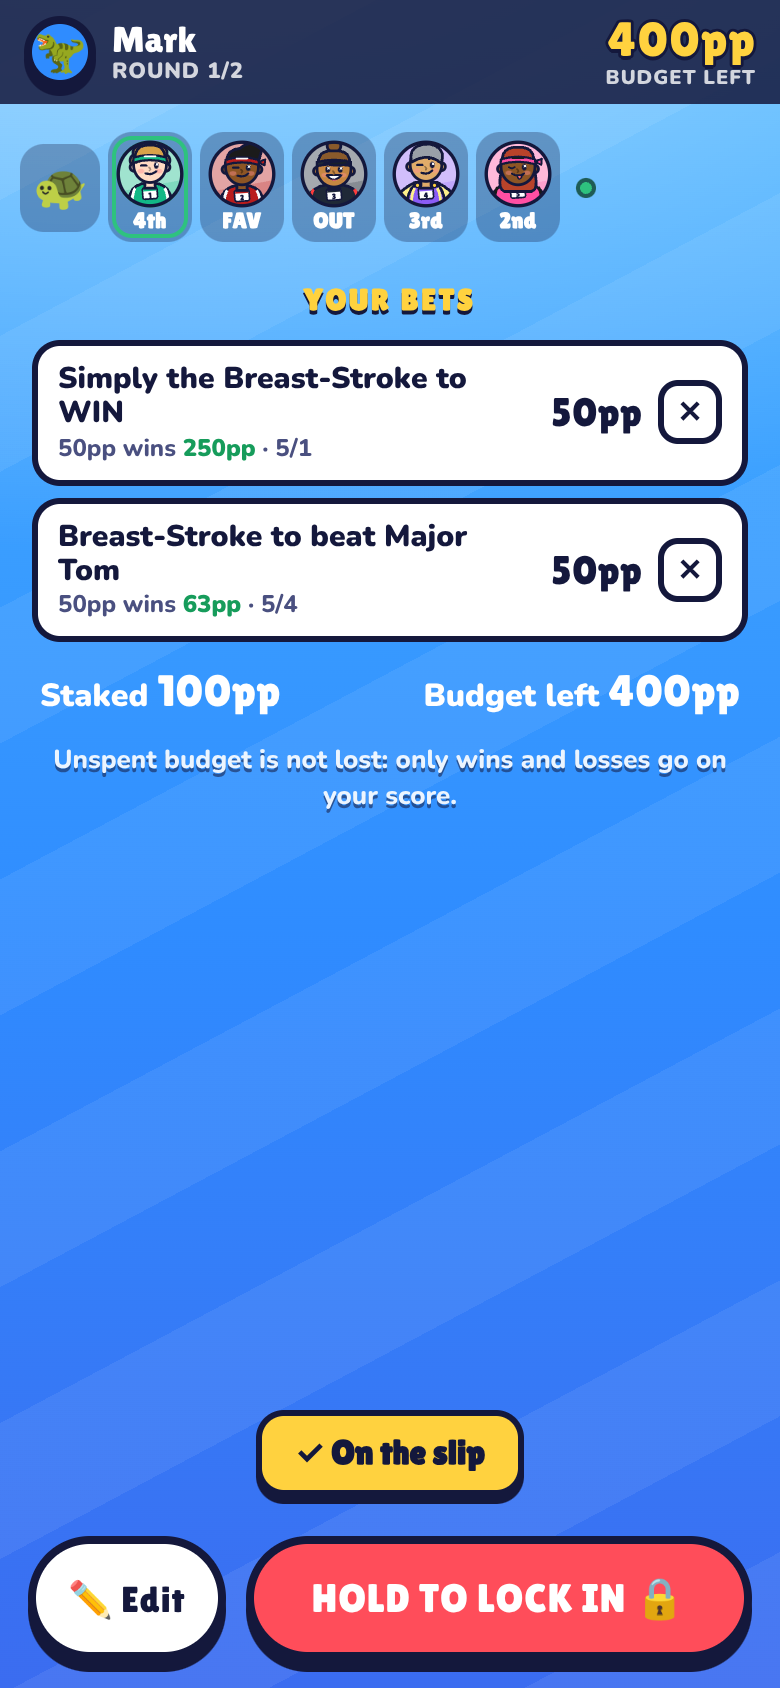 Mark
ROUND 1/2
400pp
BUDGET LEFT
4th
FAV
OUT
3rd
2nd
YOUR BETS
Simply the Breast-Stroke to
WIN
50pp wins 250pp · 5/1
50pp
×
Breast-Stroke to beat Major
Tom
50pp wins 63pp · 5/4
50pp
×
Staked 100pp
Budget left 400pp
Unspent budget is not lost: only wins and losses go on
your score.
✓ On the slip
Edit
HOLD TO LOCK IN